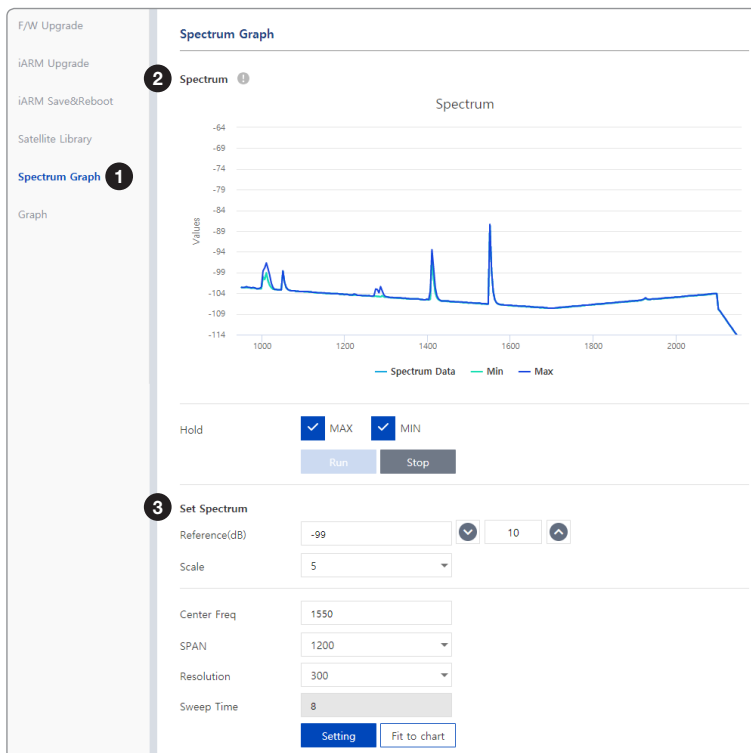 F/W Upgrade
iARM Upgrade
iARM Save&Reboot
Satellite Library
Spectrum Graph 1
Graph
Spectrum Graph
2 Spectrum !
Spectrum
Values
-64
-69
-74
-79
-84
-89
-94
-99
-104
-109
-114
1000 1200 1400 1600 1800 2000
Spectrum Data Min Max
Hold MAX MIN
Run Stop
3 Set Spectrum
Reference(dB) -99 10
Scale 5
Center Freq 1550
SPAN 1200
Resolution 300
Sweep Time 8
Setting Fit to chart